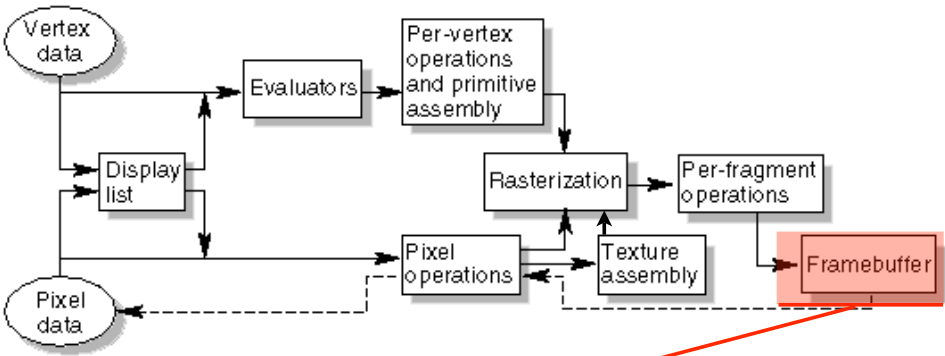 Vertex
data
Per-vertex
operations
and primitive
assembly
Evaluators
Display
list
Rasterization
Per-fragment
operations
Pixel
operations
Texture
assembly
Framebuffer
Pixel
data